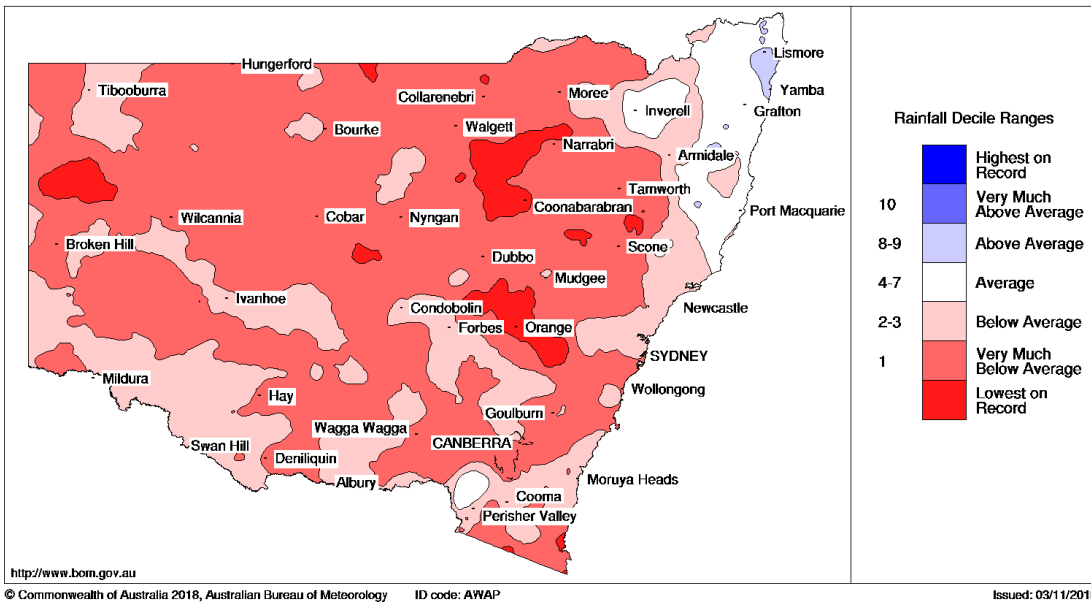 Hungerford
Lismore
Tibooburra
Collarenebri
Moree
Yamba
Inverell
Grafton
Bourke
Walgett
Narrabri
Armidale
Tamworth
Coonabarabran
Port Macquarie
Wilcannia
Cobar
Nyngan
Broken Hill
Scone
Dubbo
Mudgee
Ivanhoe
Condobolin
Newcastle
Forbes
Orange
SYDNEY
Mildura
Wollongong
Hay
Goulburn
Wagga Wagga
CANBERRA
Swan Hill
Deniliquin
Albury
Moruya Heads
Cooma
Perisher Valley
Rainfall Decile Ranges
Highest on
Record
10 Very Much
Above Average
8-9 Above Average
4-7 Average
2-3 Below Average
1 Very Much
Below Average
Lowest on
Record
http://www.bom.gov.au
© Commonwealth of Australia 2018, Australian Bureau of Meteorology ID code: AWAP Issued: 03/11/201